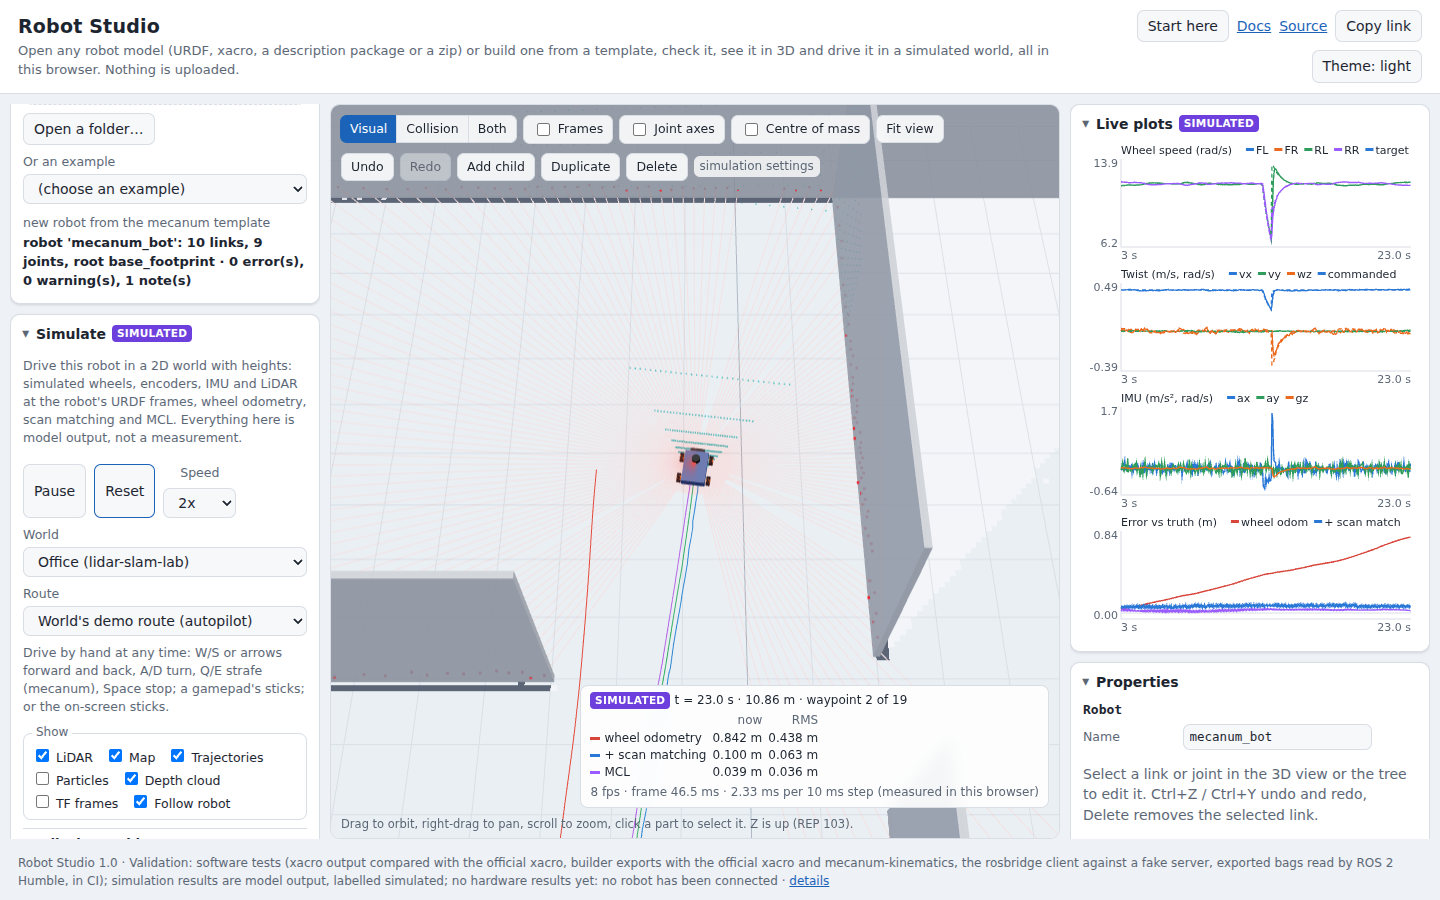 Robot Studio
Open any robot model (URDF, xacro, a description package or a zip) or build one from a template, check it, see it in 3D and drive it in a simulated world, all in
this browser. Nothing is uploaded.
Start here Docs Source Copy link
Theme: light
Open a folder…
Or an example
(choose an example)
new robot from the mecanum template
robot 'mecanum_bot': 10 links, 9
joints, root base_footprint · 0 error(s),
0 warning(s), 1 note(s)
▼ Simulate SIMULATED
Drive this robot in a 2D world with heights:
simulated wheels, encoders, IMU and LiDAR
at the robot's URDF frames, wheel odometry,
scan matching and MCL. Everything here is
model output, not a measurement.
Pause Reset Speed
2x
World
Office (lidar-slam-lab)
Route
World's demo route (autopilot)
Drive by hand at any time: W/S or arrows
forward and back, A/D turn, Q/E strafe
(mecanum), Space stop; a gamepad's sticks;
or the on-screen sticks.
Show
LiDAR Map Trajectories
Particles Depth cloud
TF frames Follow robot
Visual Collision Both Frames Joint axes Centre of mass Fit view
Undo Redo Add child Duplicate Delete simulation settings
SIMULATED t = 23.0 s · 10.86 m · waypoint 2 of 19
now RMS
wheel odometry 0.842 m 0.438 m
+ scan matching 0.100 m 0.063 m
MCL 0.039 m 0.036 m
8 fps · frame 46.5 ms · 2.33 ms per 10 ms step (measured in this browser)
Drag to orbit, right-drag to pan, scroll to zoom, click a part to select it. Z is up (REP 103).
▼ Live plots SIMULATED
Wheel speed (rad/s) FL FR RL RR target
13.9
6.2
3 s 23.0 s
Twist (m/s, rad/s) vx vy wz commanded
0.49
-0.39
3 s 23.0 s
IMU (m/s², rad/s) ax ay gz
1.7
-0.64
3 s 23.0 s
Error vs truth (m) wheel odom + scan match
0.84
0.00
3 s 23.0 s
▼ Properties
Robot
Name mecanum_bot
Select a link or joint in the 3D view or the tree
to edit it. Ctrl+Z / Ctrl+Y undo and redo,
Delete removes the selected link.
Robot Studio 1.0 · Validation: software tests (xacro output compared with the official xacro, builder exports with the official xacro and mecanum-kinematics, the rosbridge client against a fake server, exported bags read by ROS 2
Humble, in CI); simulation results are model output, labelled simulated; no hardware results yet: no robot has been connected · details